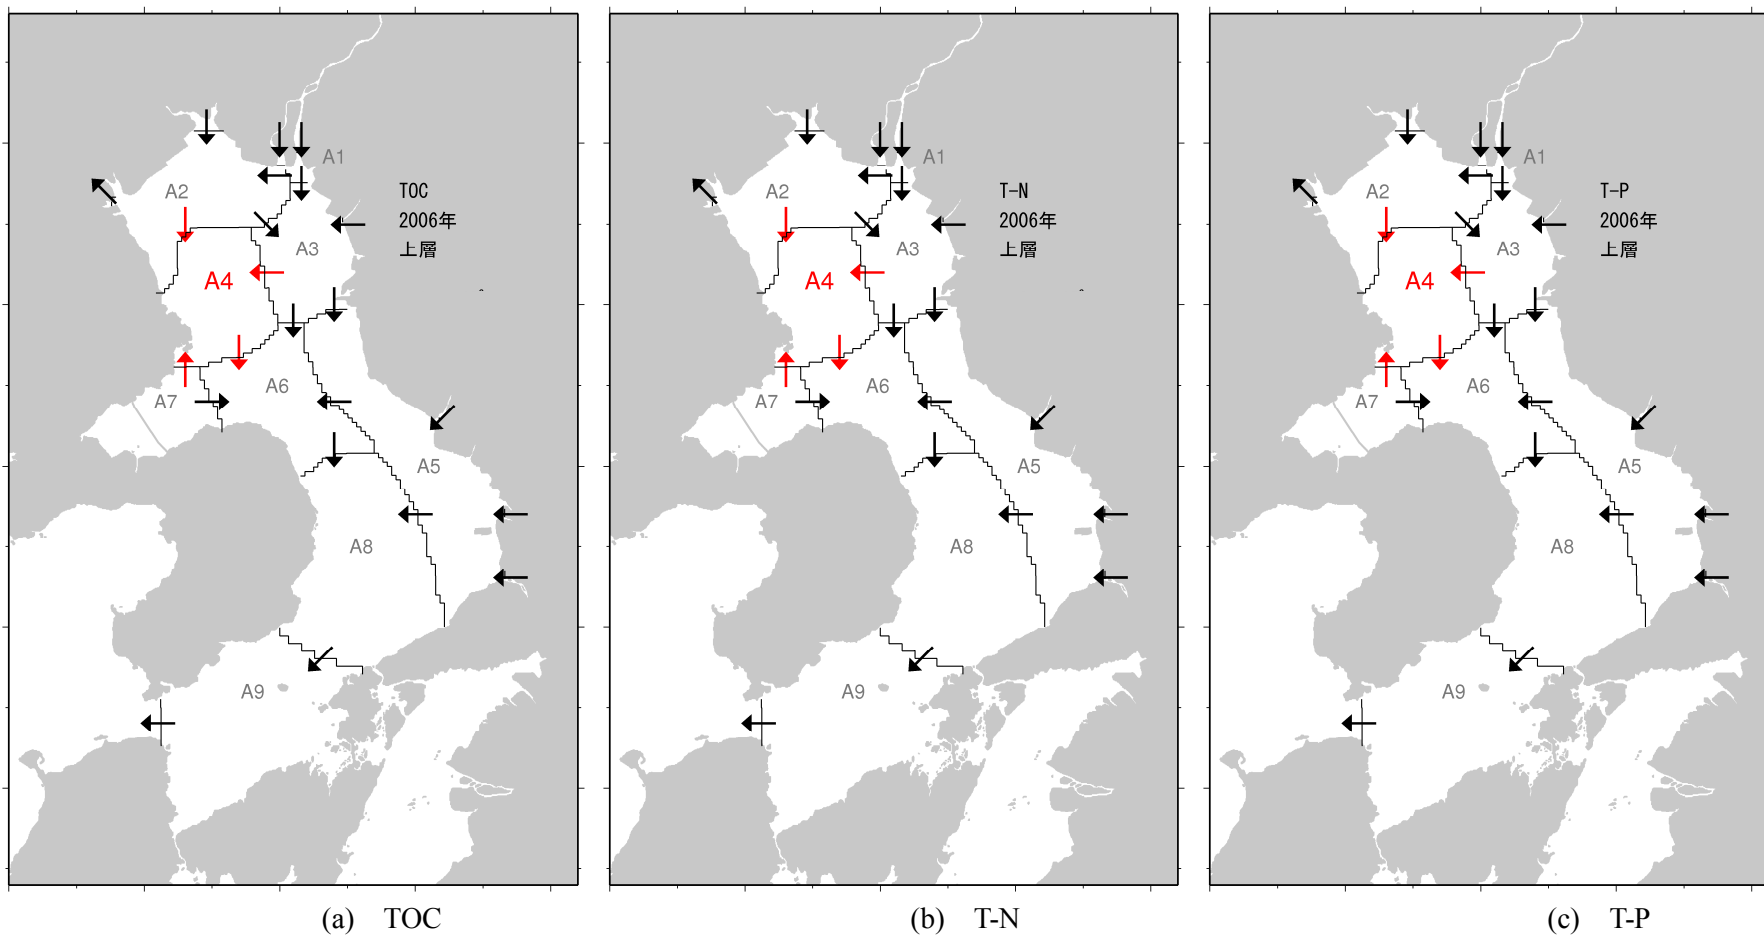 A1
A2
TOC
2006年
上層
A3
A4
A6
A7
A5
A8
A9
(a) TOC
A1
A2
T-N
2006年
上層
A3
A4
A6
A7
A5
A8
A9
(b) T-N
A1
A2
T-P
2006年
上層
A3
A4
A6
A7
A5
A8
A9
(c) T-P